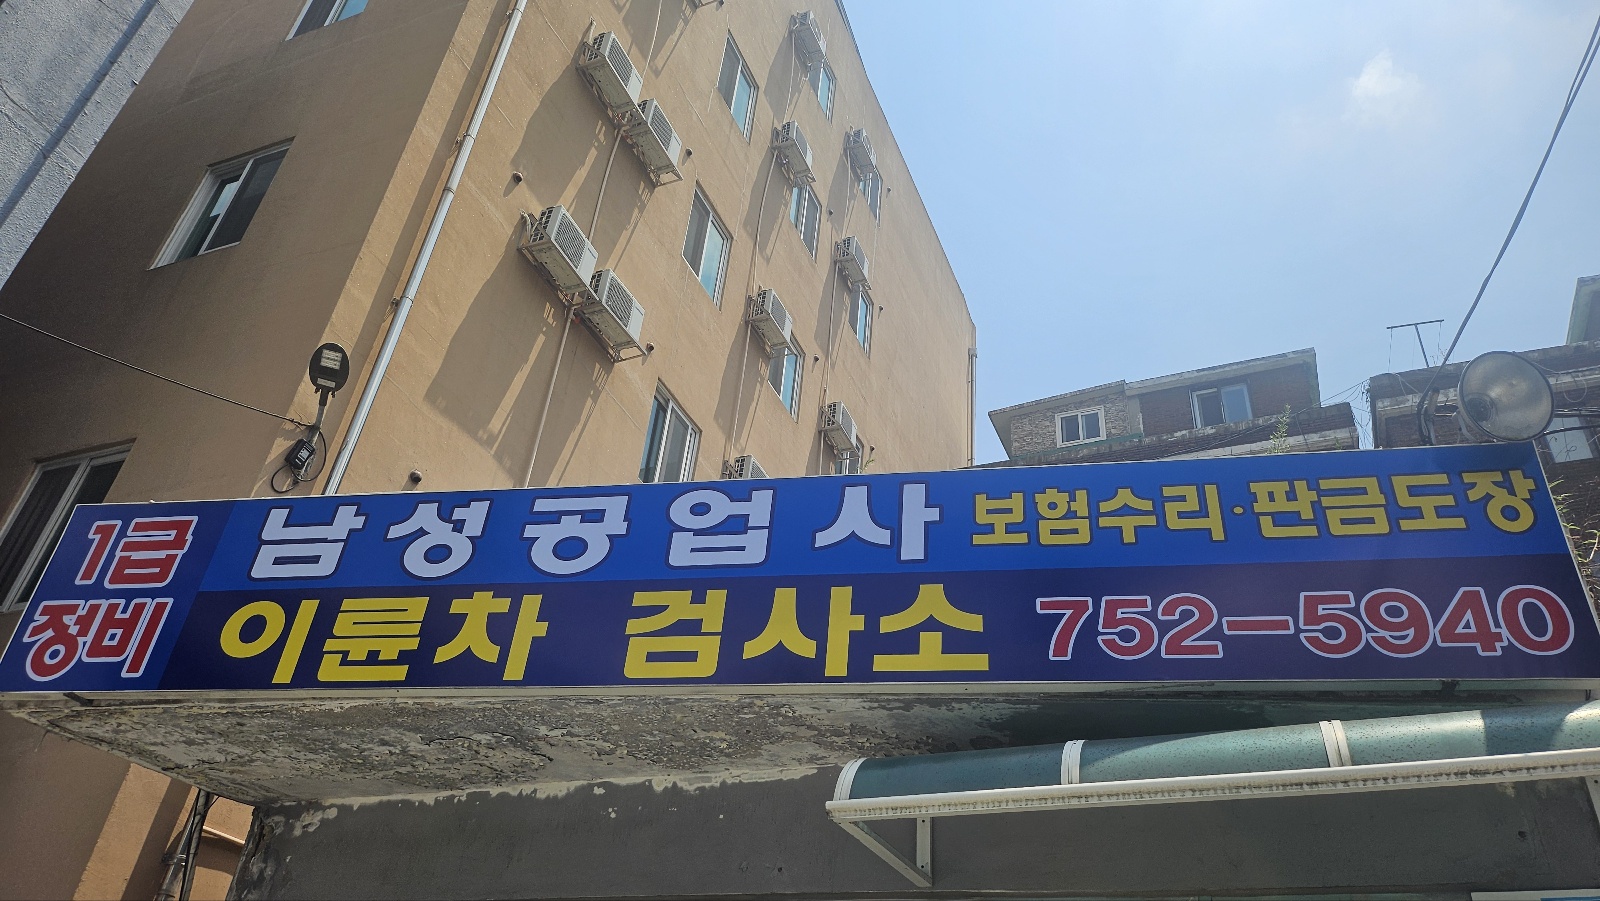 1급
정비
남성공업사 보험수리·판금도장
이륜차 검사소 752-5940